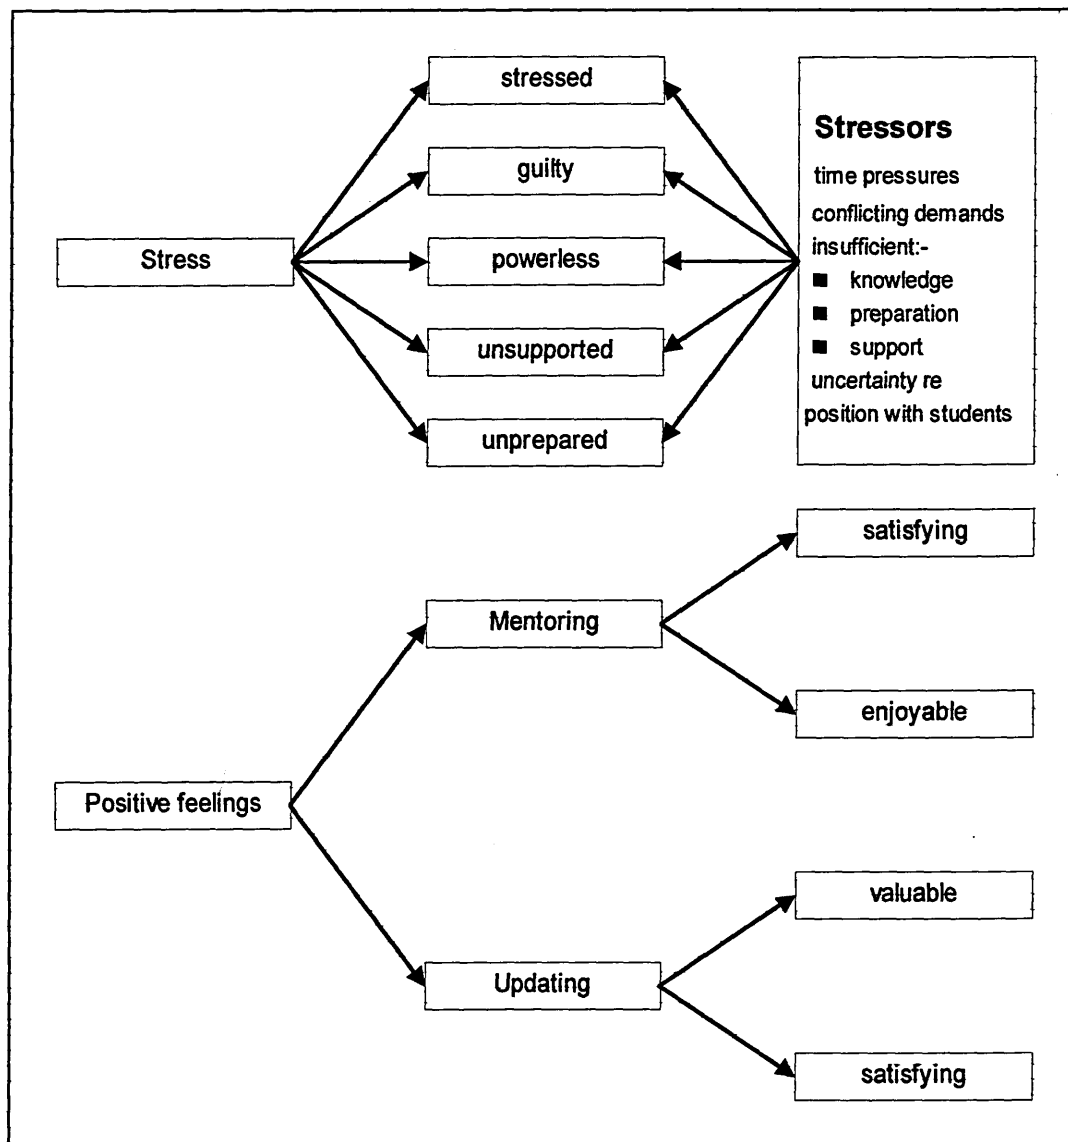 stressed
guilty
Stress
powerless
unsupported
unprepared
Stressors
time pressures
conflicting demands
insufficient:-
■ knowledge
■ preparation
■ support
uncertainty re
position with students
Positive feelings
Mentoring
satisfying
enjoyable
Updating
valuable
satisfying